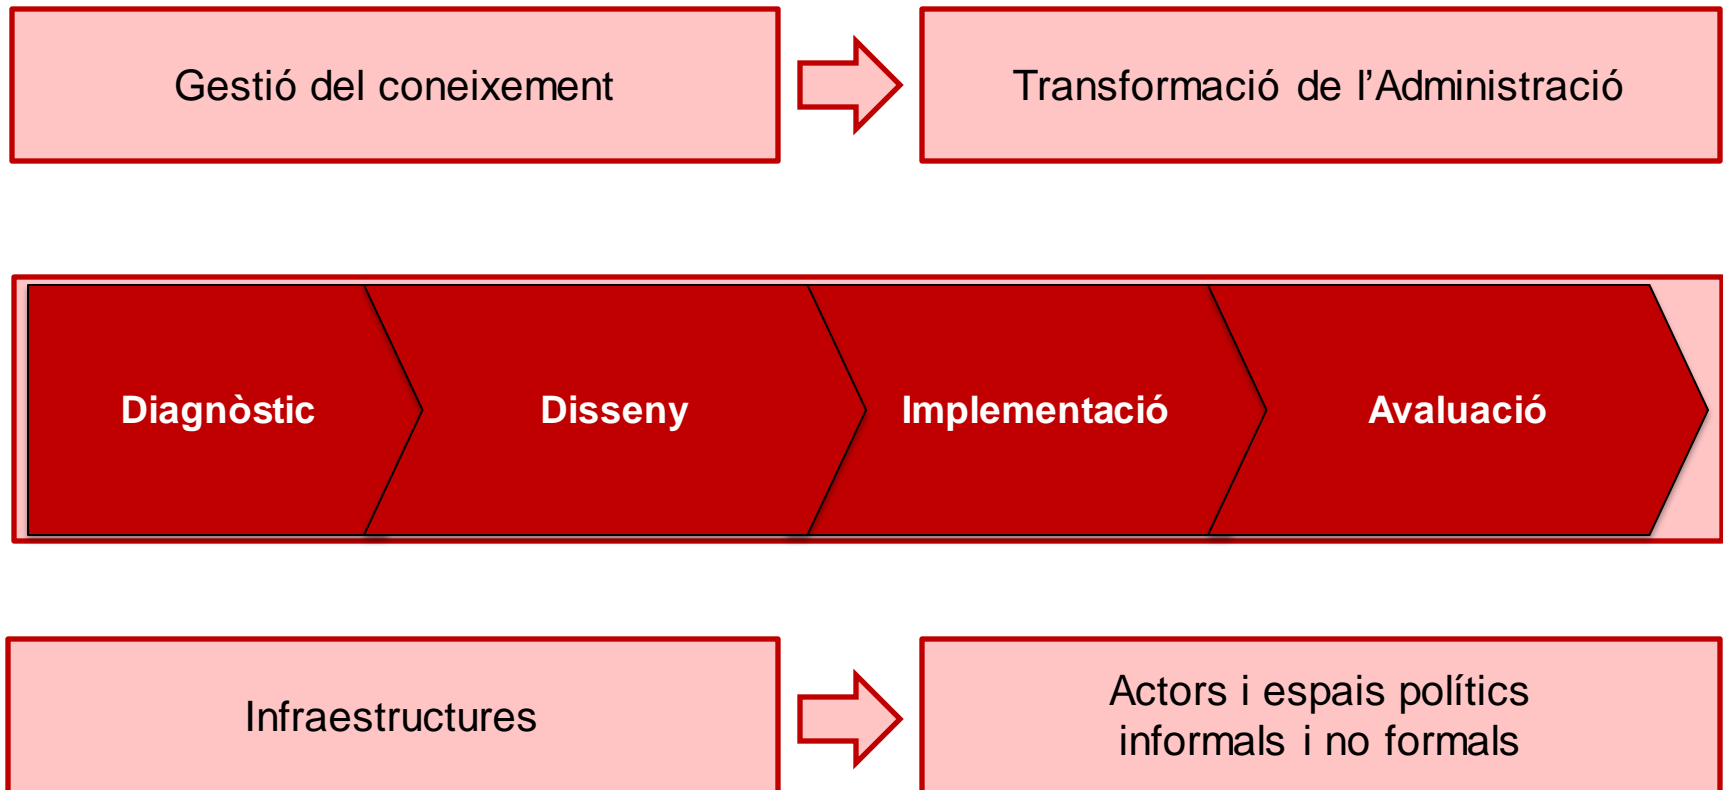 Gestió del coneixement
Transformació de l’Administració
Diagnòstic
Disseny
Implementació
Avaluació
Infraestructures
Actors i espais polítics
informals i no formals